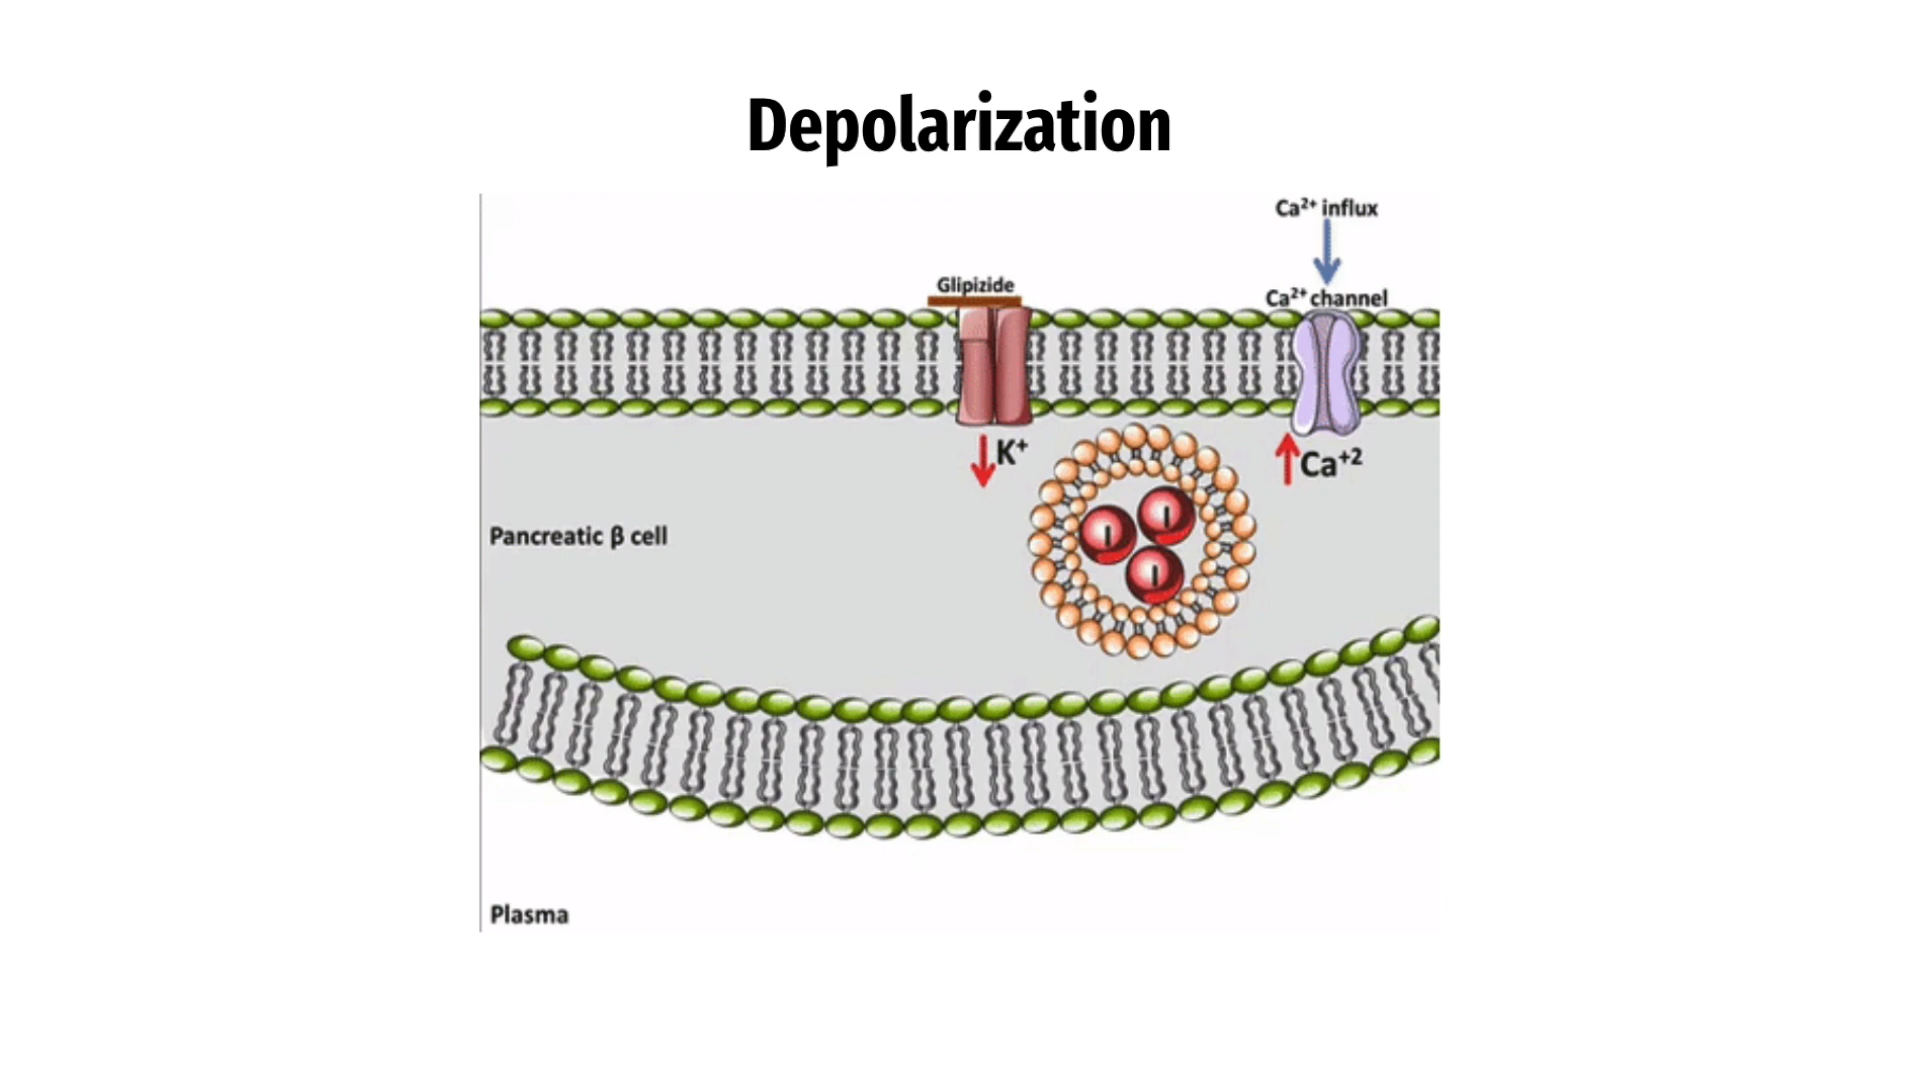 Depolarization
Ca²⁺ influx
Glipizide
Ca²⁺ channel
K⁺
Ca⁺²
I
I
I
Pancreatic β cell
Plasma